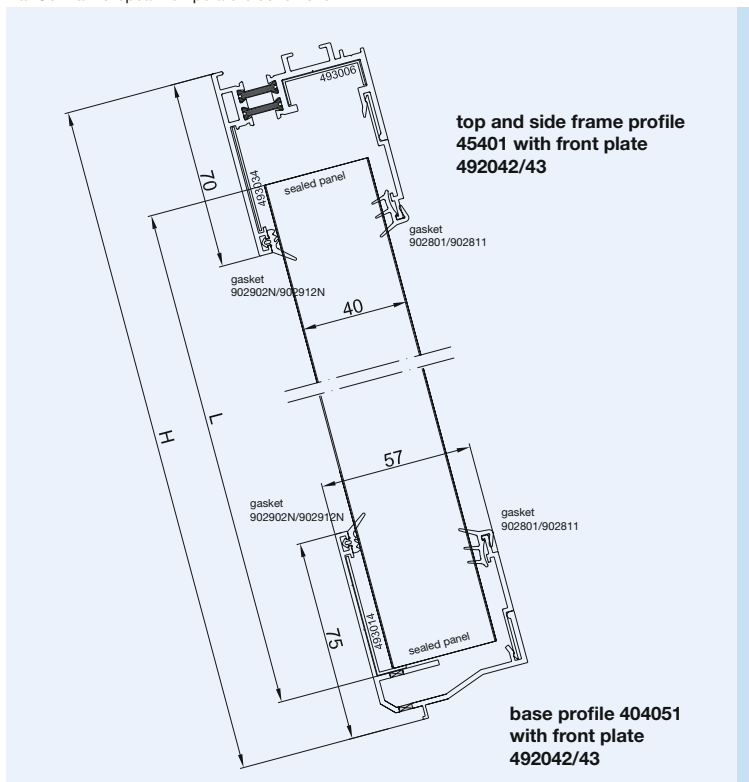 493006
top and side frame profile
45401 with front plate
492042/43
70
493034
sealed panel
gasket
902801/902811
gasket
902902N/902912N
40
L
H
57
gasket
902902N/902912N
gasket
902801/902811
75
493014
sealed panel
base profile 404051
with front plate
492042/43